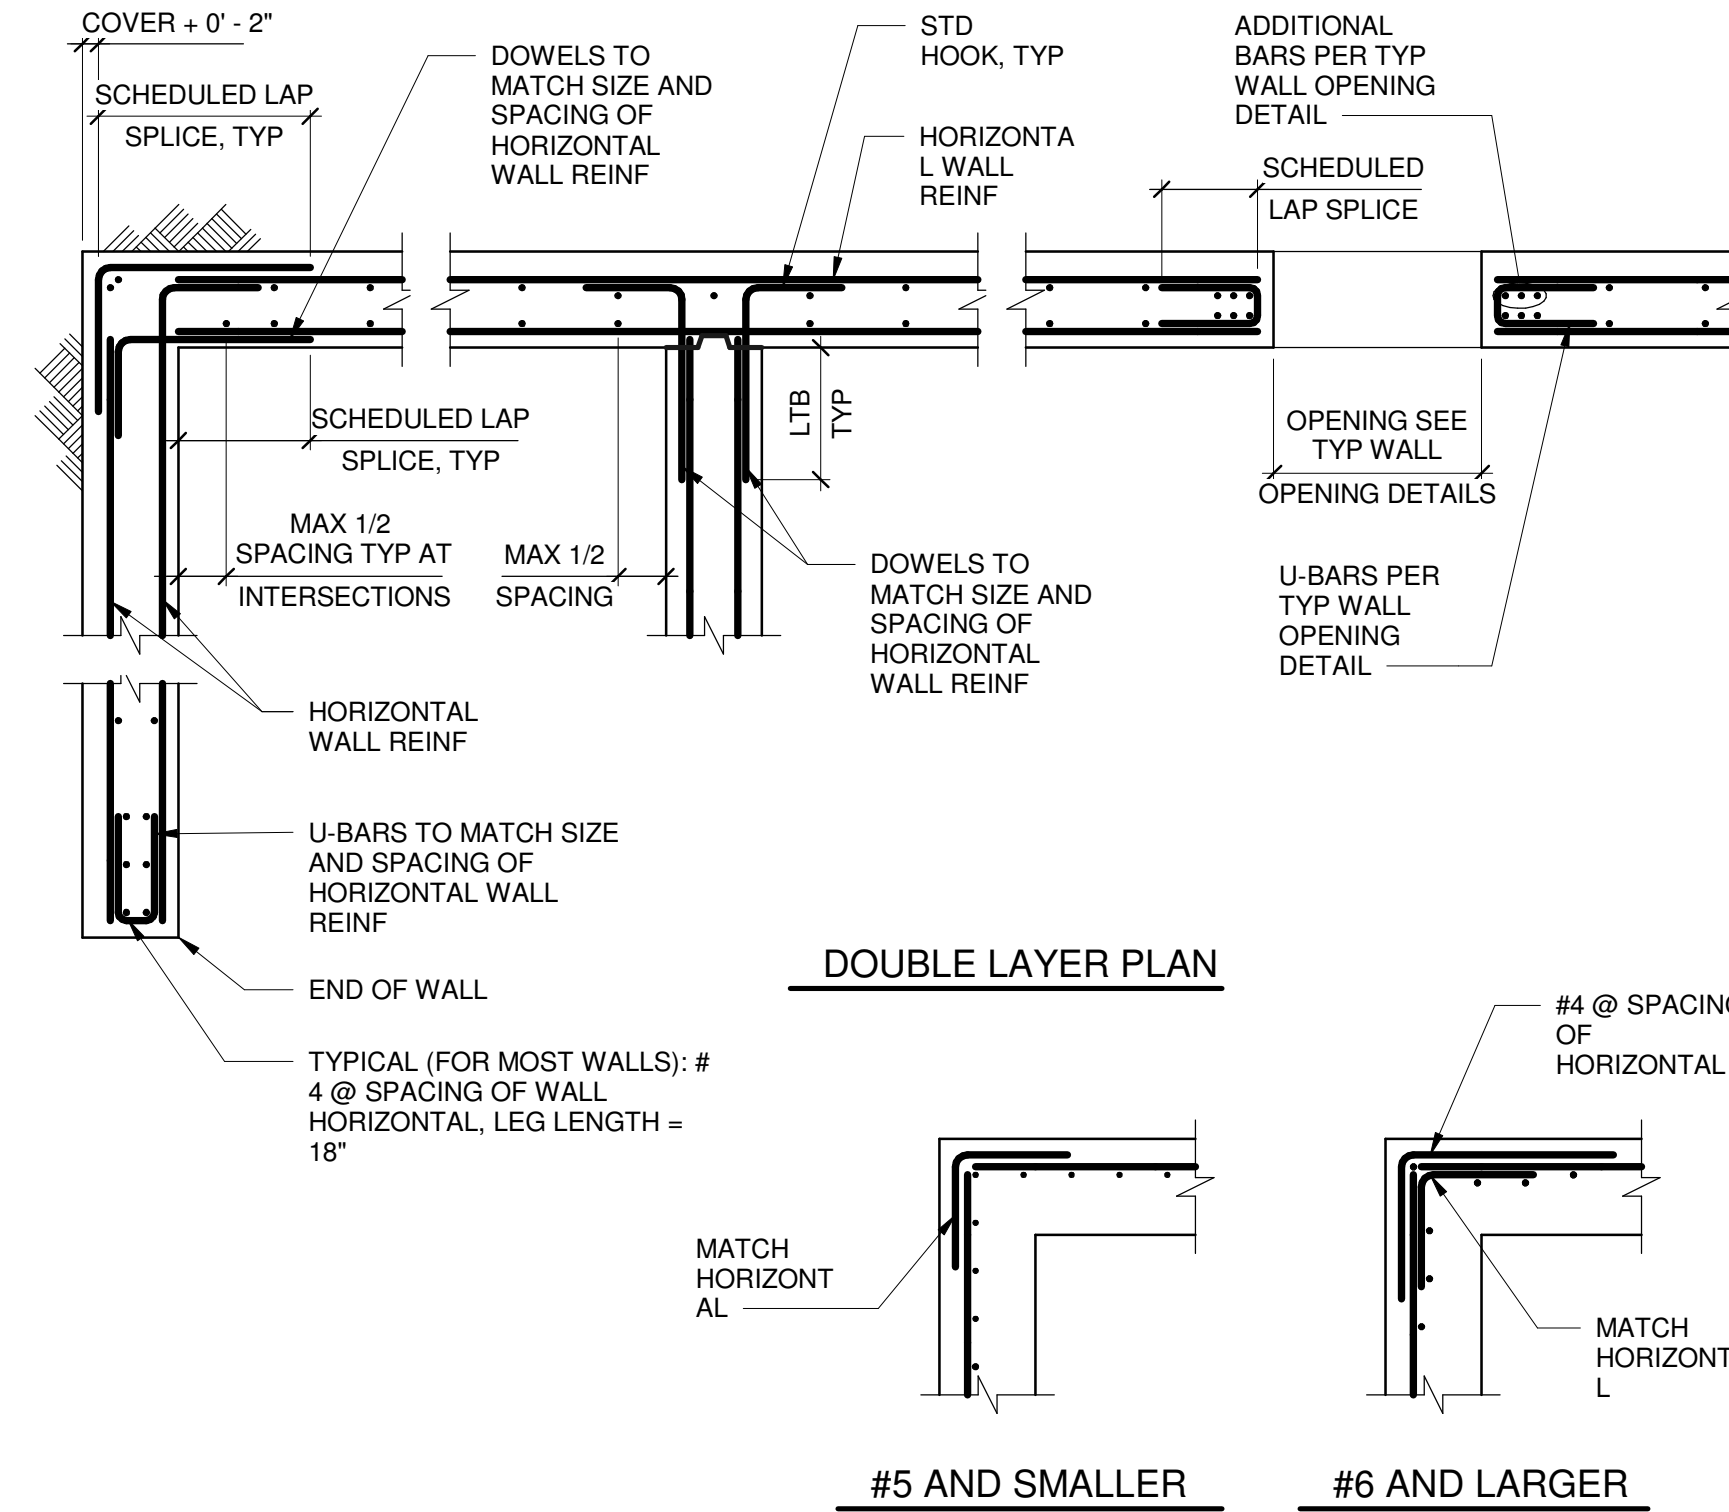 COVER + 0' - 2"
SCHEDULED LAP
SPLICE, TYP
DOWELS TO
MATCH SIZE AND
SPACING OF
HORIZONTAL
WALL REINF
STD
HOOK, TYP
HORIZONTA
L WALL
REINF
ADDITIONAL
BARS PER TYP
WALL OPENING
DETAIL
SCHEDULED
LAP SPLICE
SCHEDULED LAP
SPLICE, TYP
LTB
TYP
OPENING SEE
TYP WALL
OPENING DETAILS
MAX 1/2
SPACING TYP AT
INTERSECTIONS
MAX 1/2
SPACING
DOWELS TO
MATCH SIZE AND
SPACING OF
HORIZONTAL
WALL REINF
U-BARS PER
TYP WALL
OPENING
DETAIL
HORIZONTAL
WALL REINF
U-BARS TO MATCH SIZE
AND SPACING OF
HORIZONTAL WALL
REINF
END OF WALL
TYPICAL (FOR MOST WALLS): #
4 @ SPACING OF WALL
HORIZONTAL, LEG LENGTH =
18"
DOUBLE LAYER PLAN
#4 @ SPACING
OF
HORIZONTAL
MATCH
HORIZONT
AL
MATCH
HORIZONT
L
#5 AND SMALLER
#6 AND LARGER